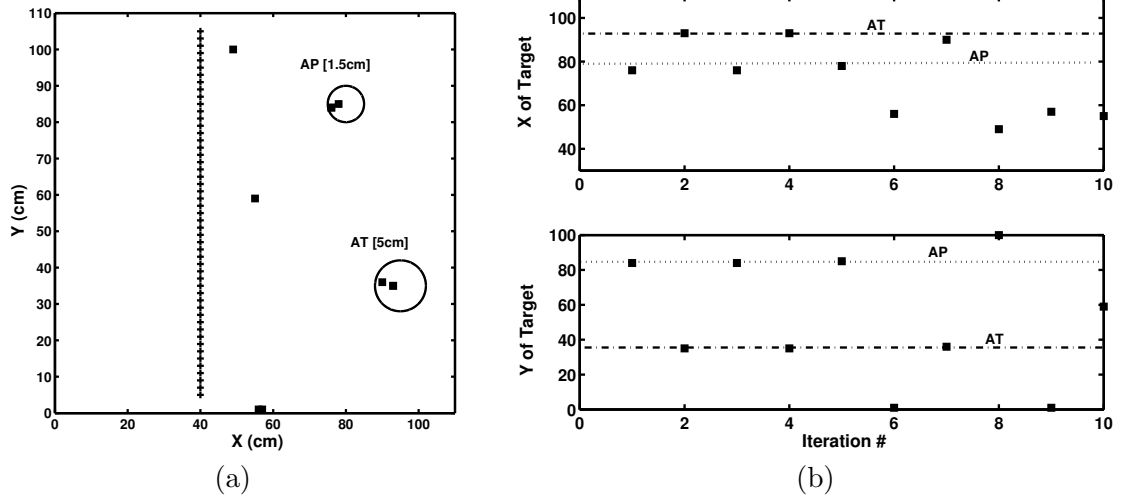 110
100
90
80
70
60
50
40
30
20
10
0
Y (cm)
AP [1.5cm]
AT [5cm]
0 20 40 60 80 100
X (cm)
(a)
100
80
60
40
X of Target
AT
AP
0 2 4 6 8 10
100
80
60
40
20
0
Y of Target
AP
AT
0 2 4 6 8 10
Iteration #
(b)